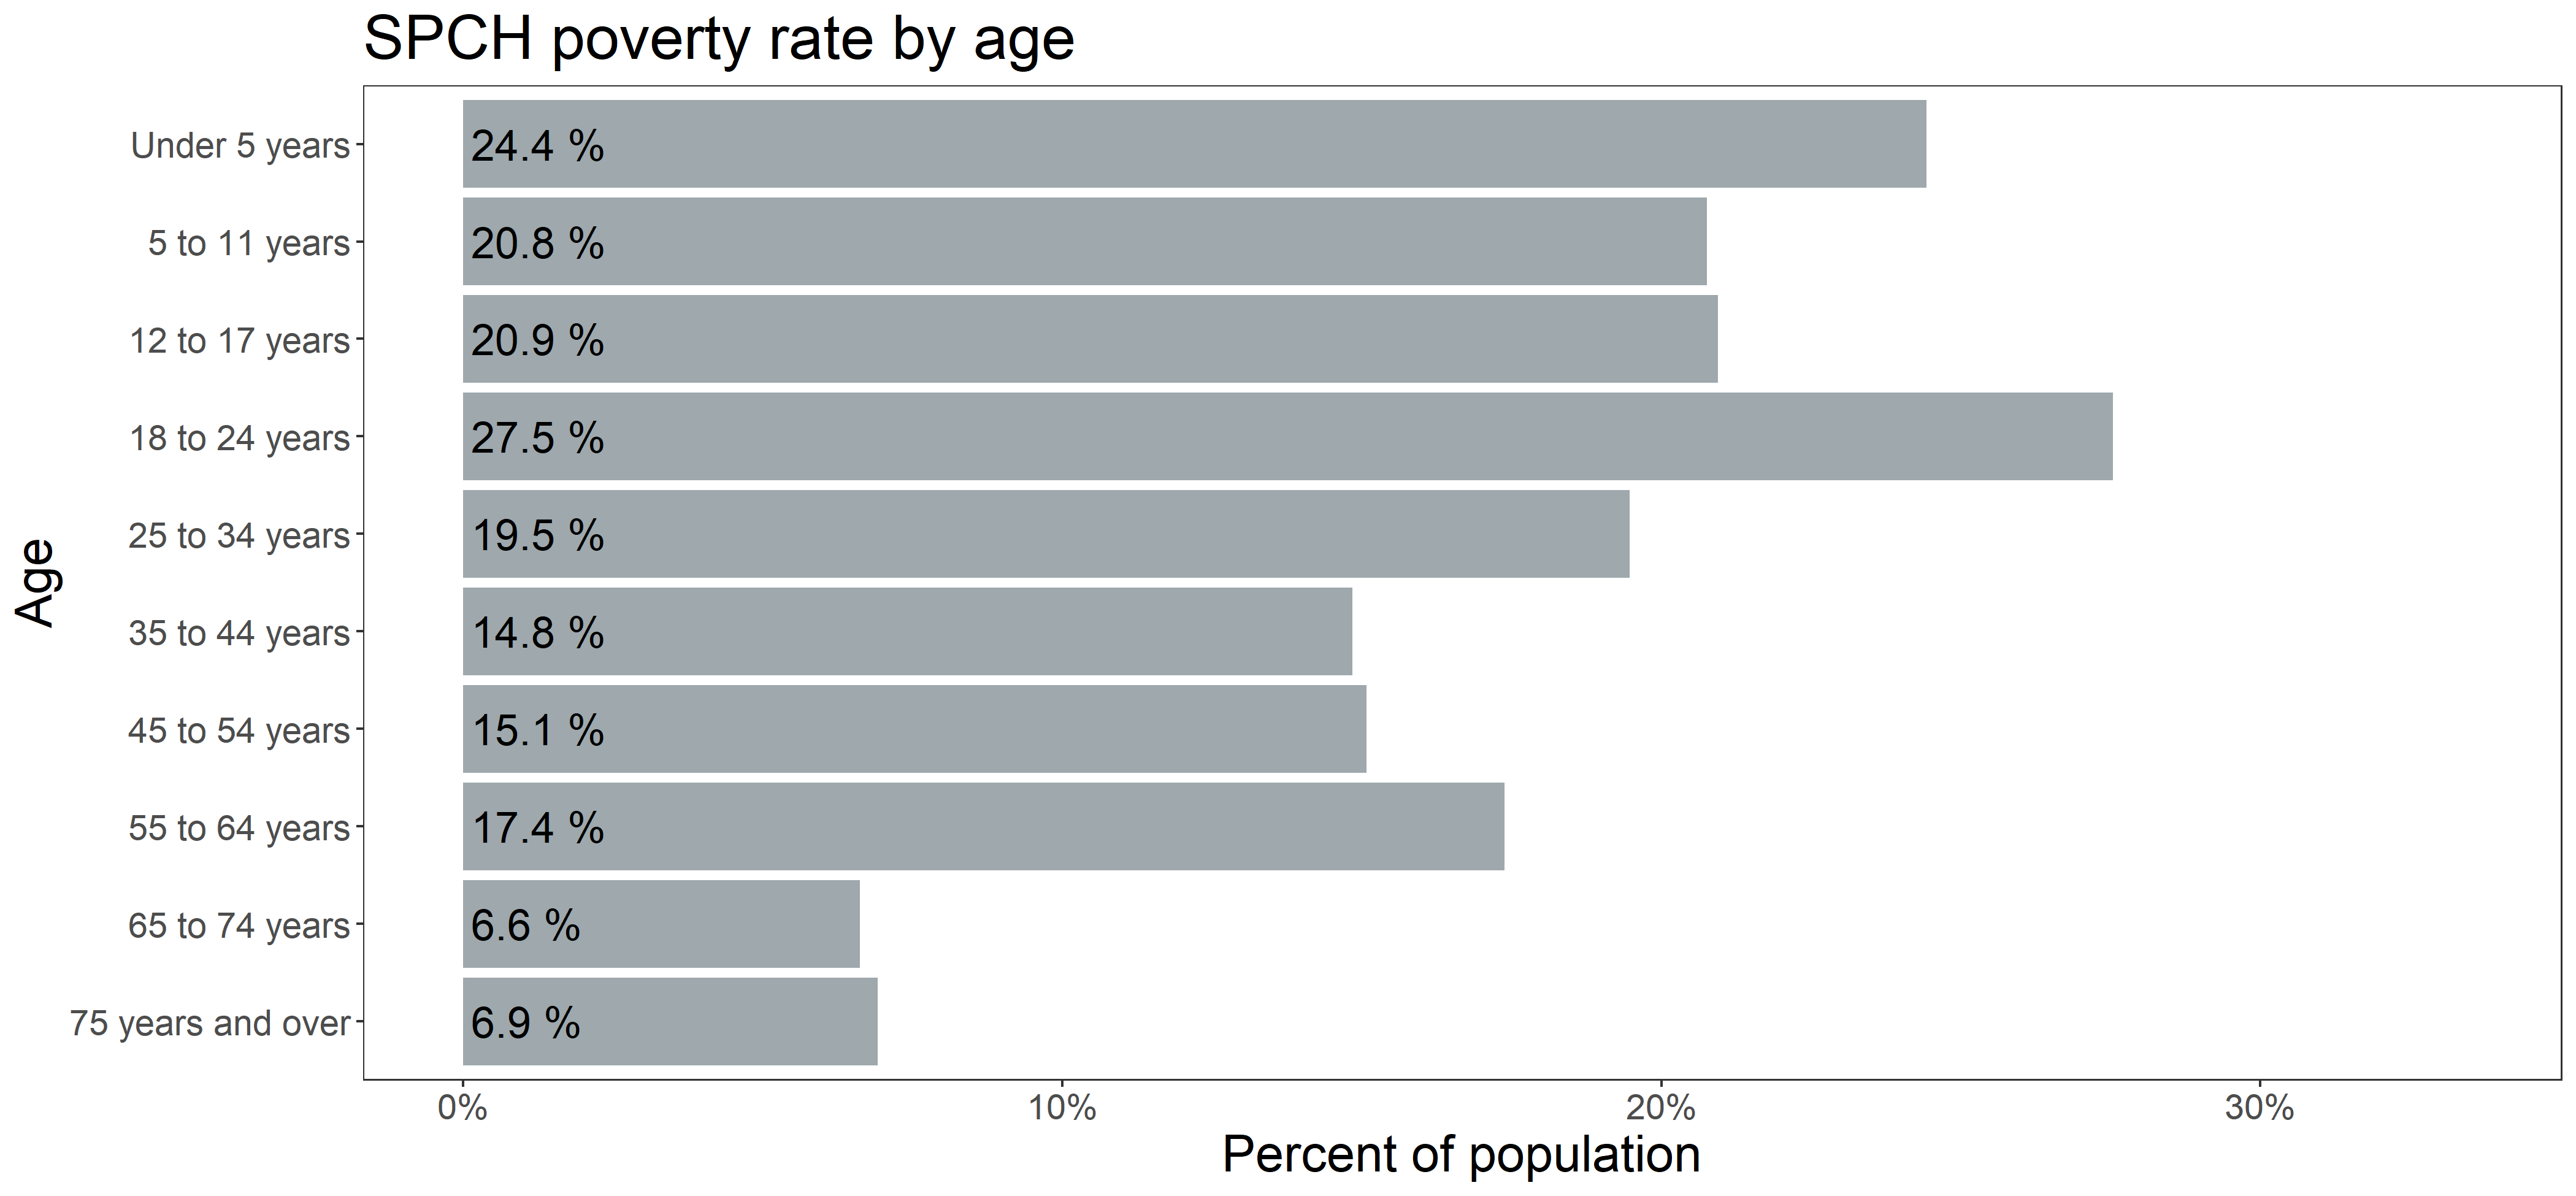 SPCH poverty rate by age
Age
Under 5 years 24.4 %
5 to 11 years 20.8 %
12 to 17 years 20.9 %
18 to 24 years 27.5 %
25 to 34 years 19.5 %
35 to 44 years 14.8 %
45 to 54 years 15.1 %
55 to 64 years 17.4 %
65 to 74 years 6.6 %
75 years and over 6.9 %
0% 10% 20% 30%
Percent of population